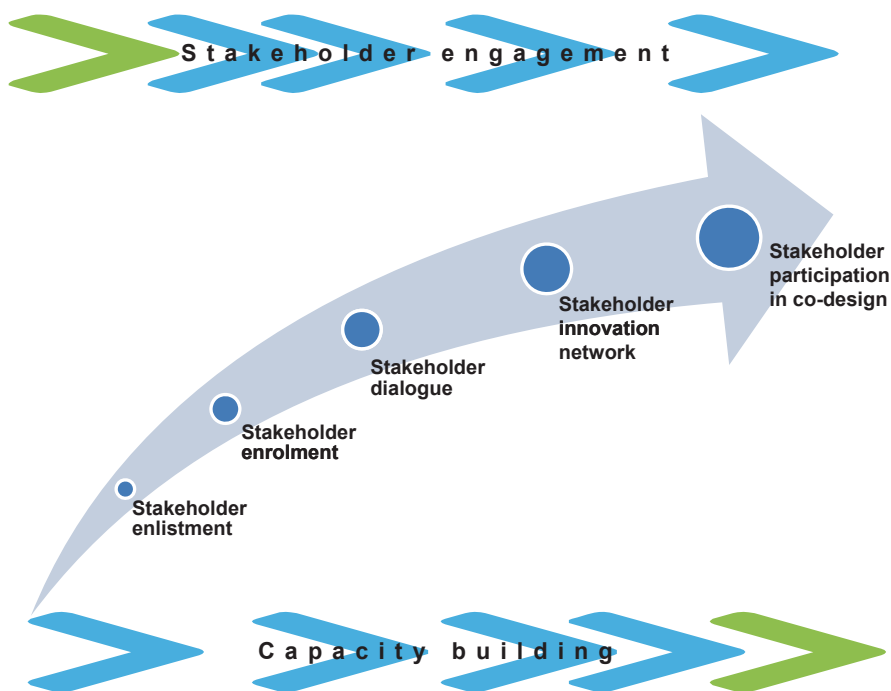 Stakeholder engagement
Stakeholder
participation
in co-design
Stakeholder
innovation
network
Stakeholder
dialogue
Stakeholder
enrolment
Stakeholder
enlistment
Capacity building